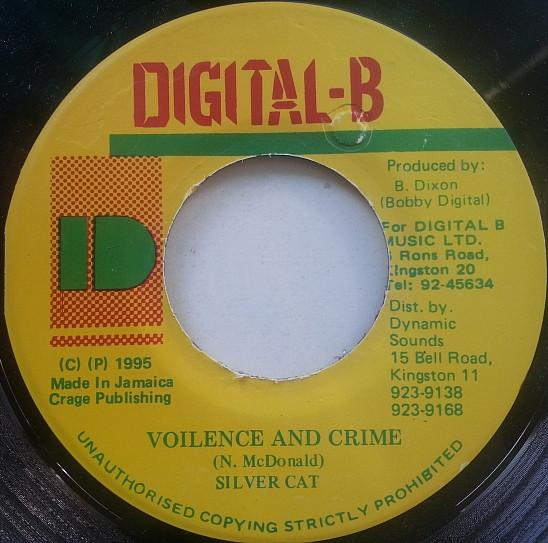 DIGITAL-B
Produced by:
B. Dixon
(Bobby Digital)
For DIGITAL B
MUSIC LTD.
Rons Road,
Kingston 20
Tel: 92-45634
Dist. by.
Dynamic
Sounds
15 Bell Road,
Kingston 11
923-9138
923-9168
D
(C) (P) 1995
Made In Jamaica
Crage Publishing
VOILENCE AND CRIME
(N. McDonald)
SILVER CAT
UNAUTHORISED COPYING STRICTLY PROHIBITED